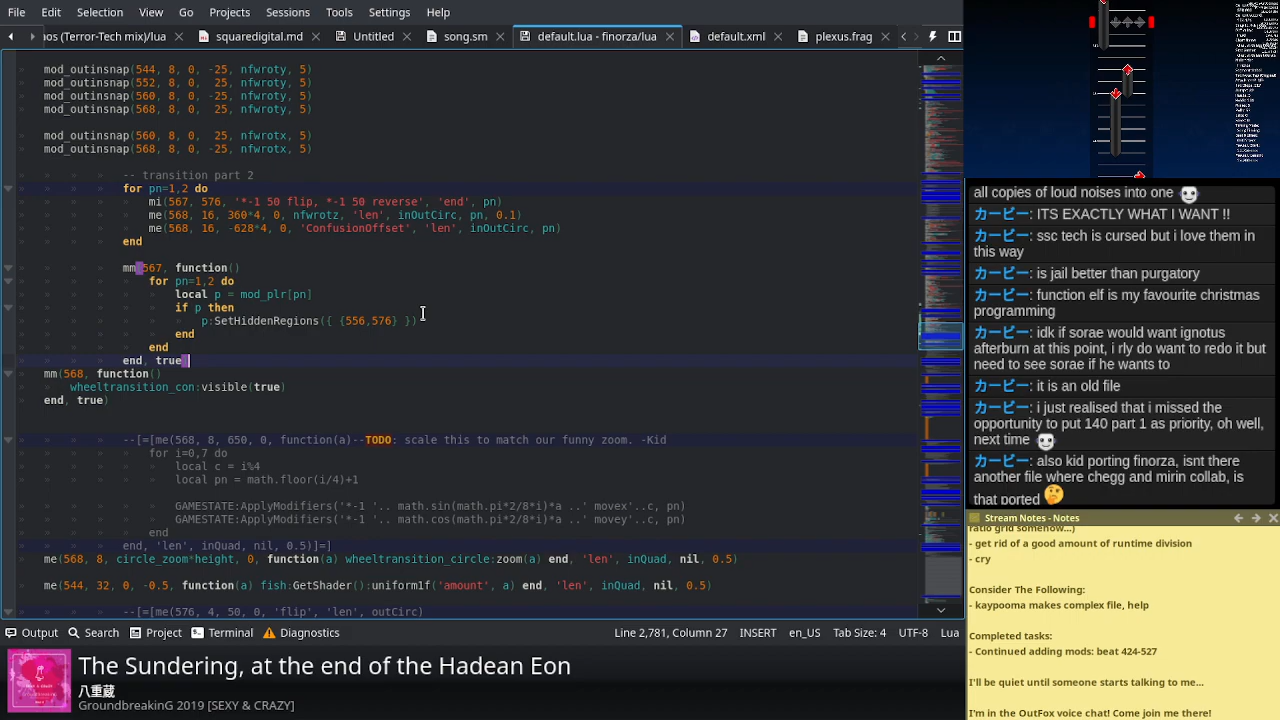 File Edit Selection View Go Projects Sessions Tools Settings Help
aos (Terror-Tech mix)/lua squaredigital.md Untitled song.sm default.lua - finorza/lua default.xml plexus.frag
mod_outinsnap(544, 8, 0, -25, nfroty, 5)
mod_outinsnap(552, 8, 0, -25, nfroty, 5)
mod_outinsnap(560, 8, 0, -25, nfroty, 5)
mod_outinsnap(568, 8, 0, -25, nfroty, 5)
mod_outinsnap(560, 8, 0, -25, nfrotx, 5)
mod_outinsnap(568, 8, 0, -25, nfrotx, 5)
-- transition part
for pn=1,2 do
mi(567, 576, '*-1 50 flip, *-1 50 reverse', 'end', pn)
me(568, 16, 360*4, 0, nfwrotz, 'len', inOutCirc, pn, 0.1)
me(568, 16, -628*4, 0, 'ConfusionOffset', 'len', inOutCirc, pn)
end
mm(567, function()
for pn=1,2 do
local p = mod_plr[pn]
if p then
p:SetHiddenRegions({ {556,576} })
end
end
end, true)
mm(568, function()
wheeltransition_con:visible(true)
end, true)
--[=[me(568, 8, 650, 0, function(a)--TODO: scale this to match our funny zoom. -Kid
for i=0,7 do
local c = i%4
local pn = math.floor(i/4)+1
GAMESTATE:ApplyModifiers('*-1 '.. math.sin(math.pi*2/8*i)*a ..' movex'..c, pn)
GAMESTATE:ApplyModifiers('*-1 '.. math.cos(math.pi*2/8*i)*a ..' movey'..c, pn)
end
end, 'len', inQuad, nil, 0.5)]=]
me(568, 8, circle_zoom*height, 0, function(a) wheeltransition_circle:zoom(a) end, 'len', inQuad, nil, 0.5)
me(544, 32, 0, -0.5, function(a) fish:GetShader():uniform1f('amount', a) end, 'len', inQuad, nil, 0.5)
--[=[me(576, 4, 50, 0, 'flip', 'len', outCirc)
Output Search Project Terminal Diagnostics Line 2,781, Column 27 INSERT en_US Tab Size: 4 UTF-8 Lua
The Sundering, at the end of the Hadean Eon
八重蔵
GroundbreakinG 2019 [SEXY & CRAZY]
all copies of loud noises into one
カービー: ITS EXACTLY WHAT I WANT !!
カービー: ssc tech is cursed but i love them in
this way
カービー: is jail better than purgatory
カービー: function elf is my favourite christmas
programming
カービー: idk if sorae would want ignotus
afterburn at this point, i rly do want to redo it but
need to see sorae if he wants to
カービー: it is an old file
カービー: i just realised that i missed the
opportunity to put 140 part 1 as priority, oh well,
next time
カービー: also kid porting finorza, isnt there
another file where chegg and mirin collab, is
that ported
Stream Notes - Notes
ratio grid somehow...)
- get rid of a good amount of runtime division
- cry
Consider The Following:
- kaypooma makes complex file, help
Completed tasks:
- Continued adding mods: beat 424-527
I'll be quiet until someone starts talking to me...
I'm in the OutFox voice chat! Come join me there!